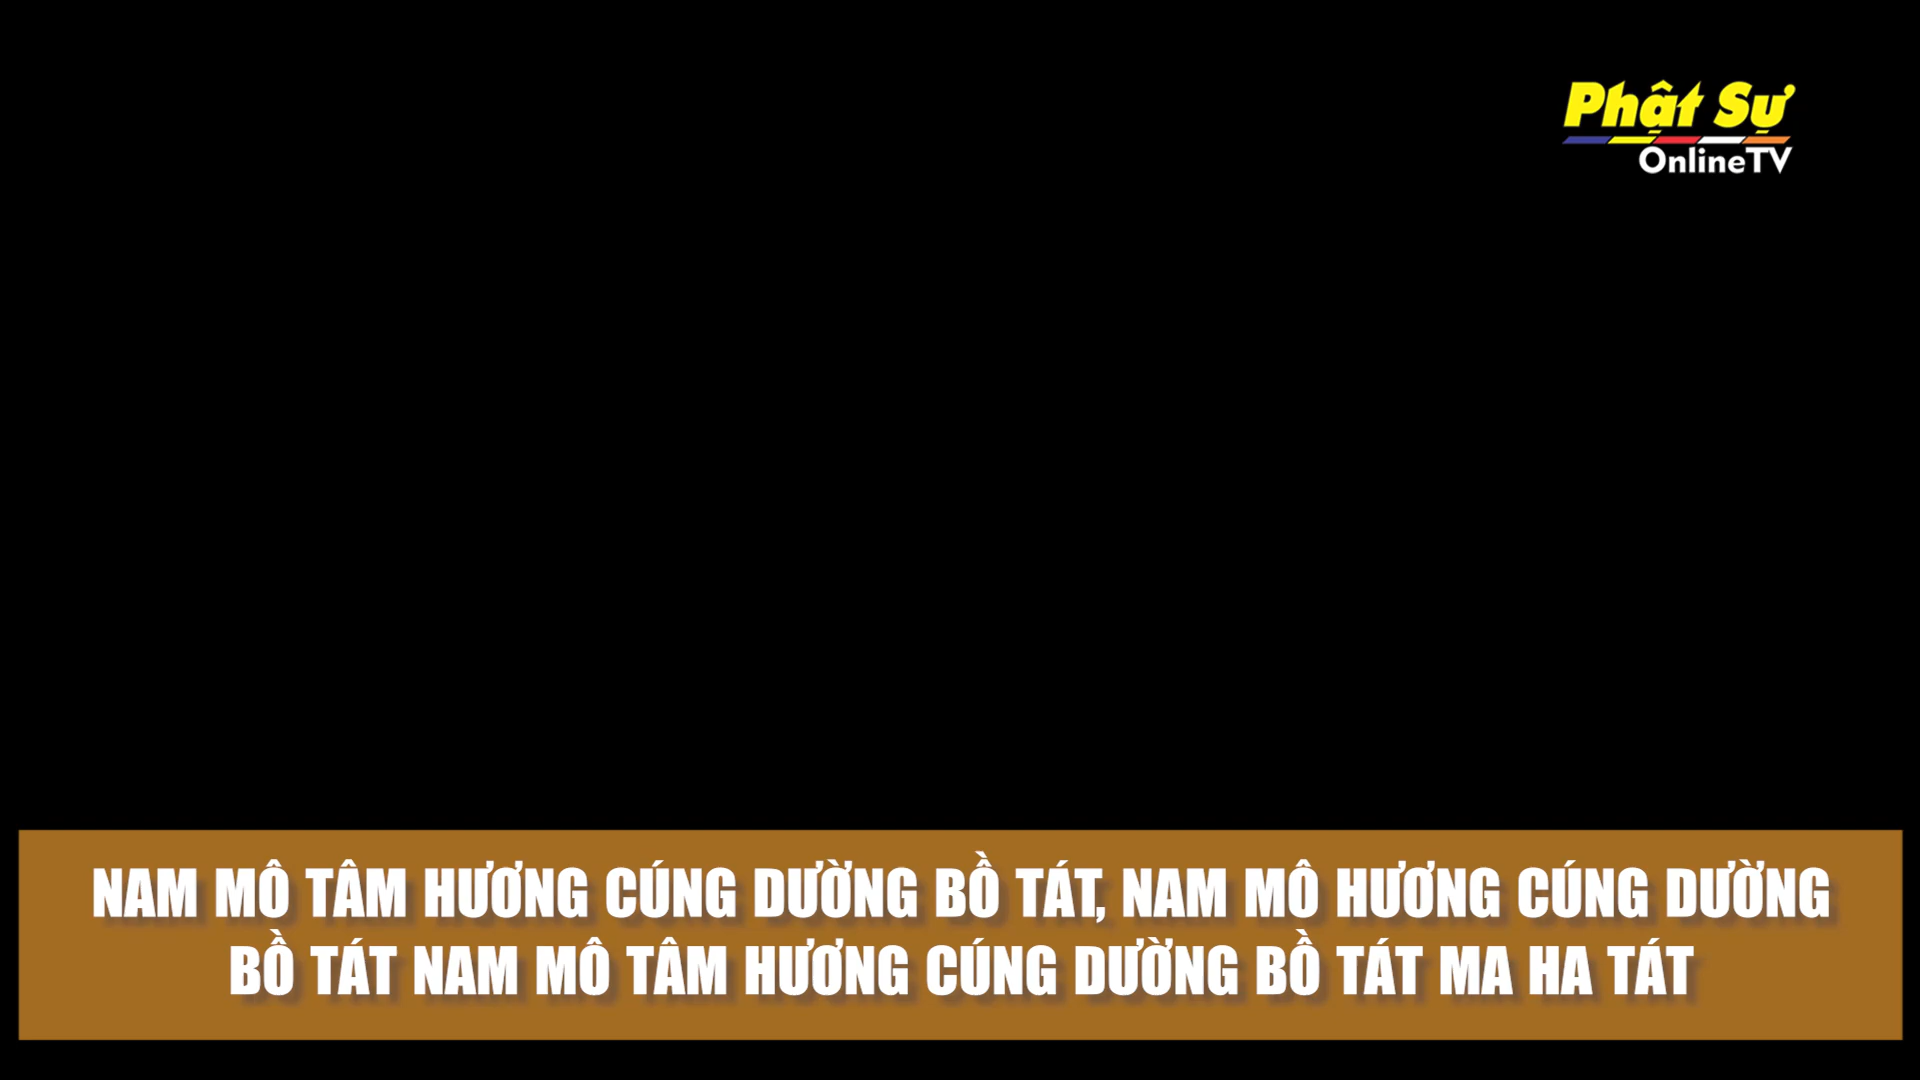 Phật Sự
OnlineTV
NAM MÔ TÂM HƯƠNG CÚNG DƯỜNG BỒ TÁT, NAM MÔ HƯƠNG CÚNG DƯỜNG
BỒ TÁT NAM MÔ TÂM HƯƠNG CÚNG DƯỜNG BỒ TÁT MA HA TÁT